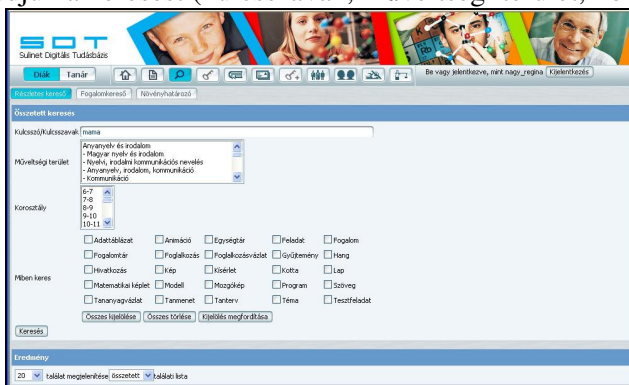 SDT
Sulinet Digitális Tudásbázis
Diák Tanár
Be vagy jelentkezve, mint nagy_regina Kijelentkezés
Részletes kereső Fogalomkereső Növényhatározó
Összetett keresés
Kulcsszó/Kulcsszavak mama
Műveltségi terület
Anyanyelv és irodalom
- Magyar nyelv és irodalom
- Nyelvi, irodalmi kommunikációs nevelés
- Anyanyelv, irodalom, kommunikáció
- Kommunikáció
Korosztály
6-7
7-8
8-9
9-10
10-11
Miben keres
Adattáblázat Animáció Egységtár Feladat Fogalom
Fogalomtár Foglalkozás Foglalkozásvázlat Gyűjtemény Hang
Hivatkozás Kép Kísérlet Kotta Lap
Matematikai képlet Modell Mozgókép Program Szöveg
Tananyagvázlat Tanmenet Tanterv Téma Tesztfeladat
Összes kijelölése Összes törlése Kijelölés megfordítása
Keresés
Eredmény
20 találat megjelenítése összetett találati lista